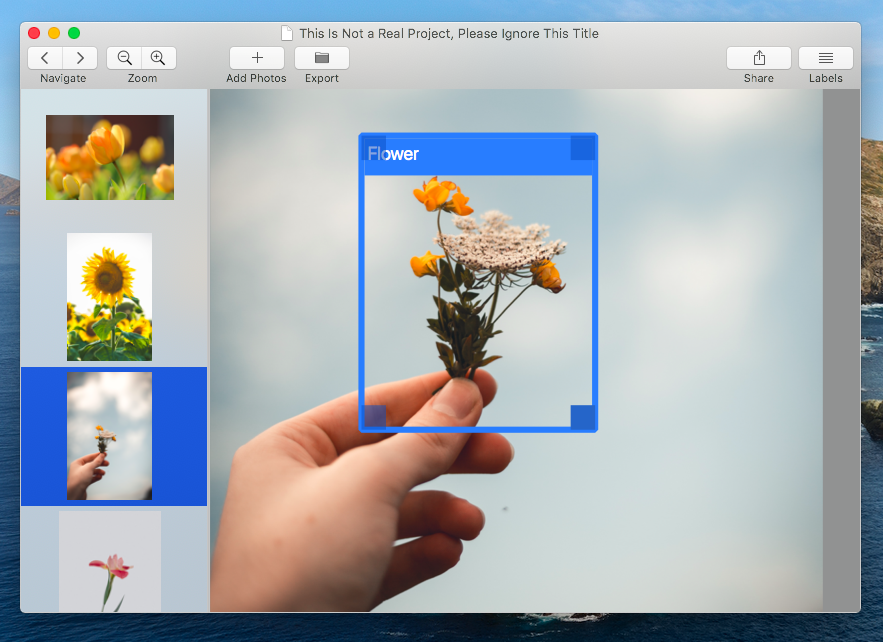 This Is Not a Real Project, Please Ignore This Title
Navigate
Zoom
Add Photos
Export
Share
Labels
Flower